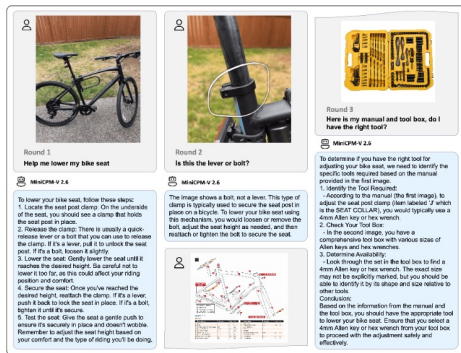 Round 1
Help me lower my bike seat
MiniCPM-V 2.6
To lower your bike seat, follow these steps:
1. Locate the seat post clamp. On the underside
of the seat, you should see a clamp that holds
the seat post in place.
2. Release the clamp: There is usually a quick-
release lever or a bolt that you can use to release
the clamp. If it's a lever, pull it to unlock the seat
post. If it's a bolt, loosen it slightly.
3. Lower the seat: Gently lower the seat until it
reaches the desired height. Be careful not to
lower it too far, as this could affect your riding
position and comfort.
4. Secure the seat: Once you've reached the
desired height, reattach the clamp. If it's a lever,
push it back to lock the seat in place. If it's a bolt,
tighten it until it's secure.
5. Test the seat: Give the seat a gentle push to
ensure it's securely in place and doesn't wobble.
Remember to adjust the seat height based on
your comfort and the type of riding you'll be doing.
Round 2
Is this the lever or bolt?
MiniCPM-V 2.6
The image shows a bolt, not a lever. This type of
clamp is typically used to secure the seat post in
place on a bicycle. To lower your bike seat using
this mechanism, you would loosen or remove the
bolt, adjust the seat height as needed, and then
reattach or tighten the bolt to secure the seat.
Round 3
Here is my manual and tool box, do I
have the right tool?
MiniCPM-V 2.6
To determine if you have the right tool for
adjusting your bike seat, we need to identify the
specific tools required based on the manual
provided in the first image.
1. Identify the Tool Required:
- According to the manual (the first image), to
adjust the seat post clamp (item labeled 'J' which
is the SEAT COLLAR), you would typically use a
4mm Allen key or hex wrench.
2. Check Your Tool Box:
- In the second image, you have a
comprehensive tool box with various sizes of
Allen keys and hex wrenches.
3. Determine Availability:
- Look through the set in the tool box to find a
4mm Allen key or hex wrench. The exact size
may not be explicitly marked, but you should be
able to identify it by its shape and size relative to
other tools.
Conclusion:
Based on the information from the manual and
the tool box, you should have the appropriate tool
to lower your bike seat. Ensure that you select a
4mm Allen key or hex wrench from your tool box
to proceed with the adjustment safely and
effectively.